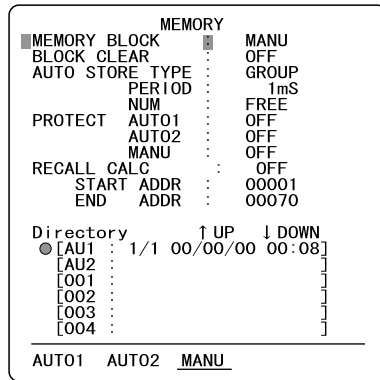 MEMORY
MEMORY BLOCK : MANU
BLOCK CLEAR : OFF
AUTO STORE TYPE : GROUP
PERIOD : 1mS
NUM : FREE
PROTECT AUTO1 : OFF
AUTO2 : OFF
MANU : OFF
RECALL CALC : OFF
START ADDR : 00001
END ADDR : 00070
Directory ↑UP ↓DOWN
[AU1 : 1/1 00/00/00 00:08]
[AU2 : ]
[001 : ]
[002 : ]
[003 : ]
[004 : ]
AUTO1 AUTO2 MANU